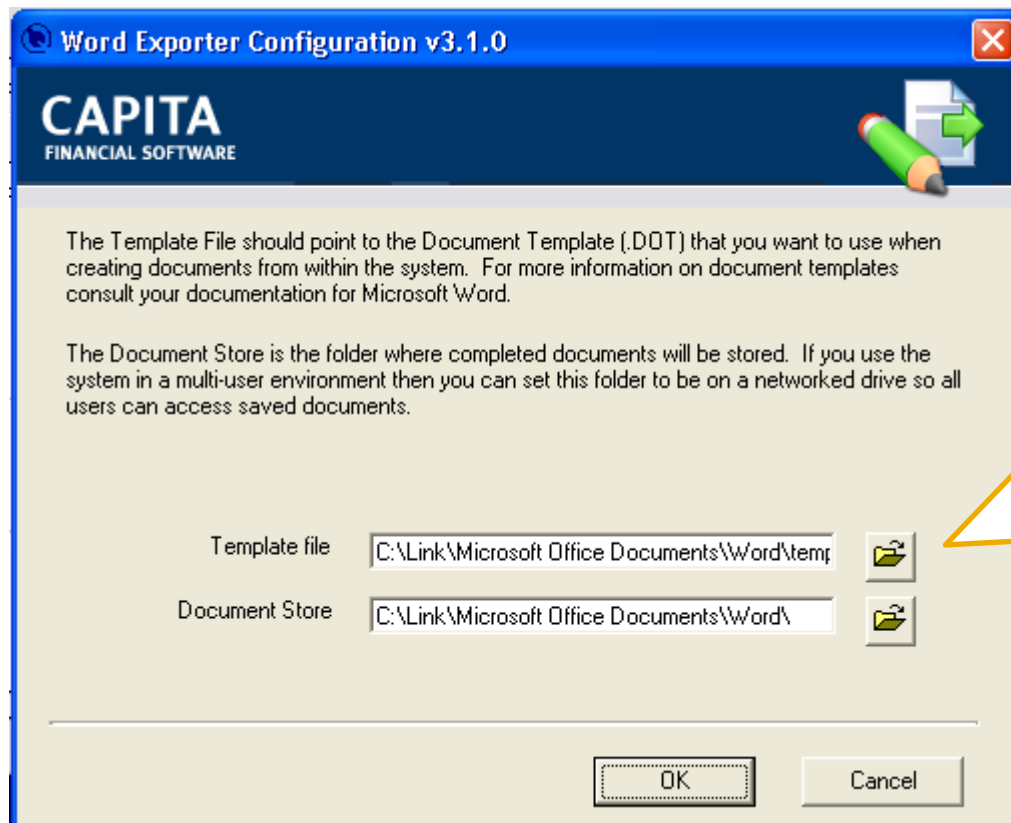 Word Exporter Configuration v3.1.0
CAPITA
FINANCIAL SOFTWARE
The Template File should point to the Document Template (.DOT) that you want to use when
creating documents from within the system.  For more information on document templates
consult your documentation for Microsoft Word.
The Document Store is the folder where completed documents will be stored.  If you use the
system in a multi-user environment then you can set this folder to be on a networked drive so all
users can access saved documents.
Template file C:\Link\Microsoft Office Documents\Word\temp
Document Store C:\Link\Microsoft Office Documents\Word\
OK Cancel